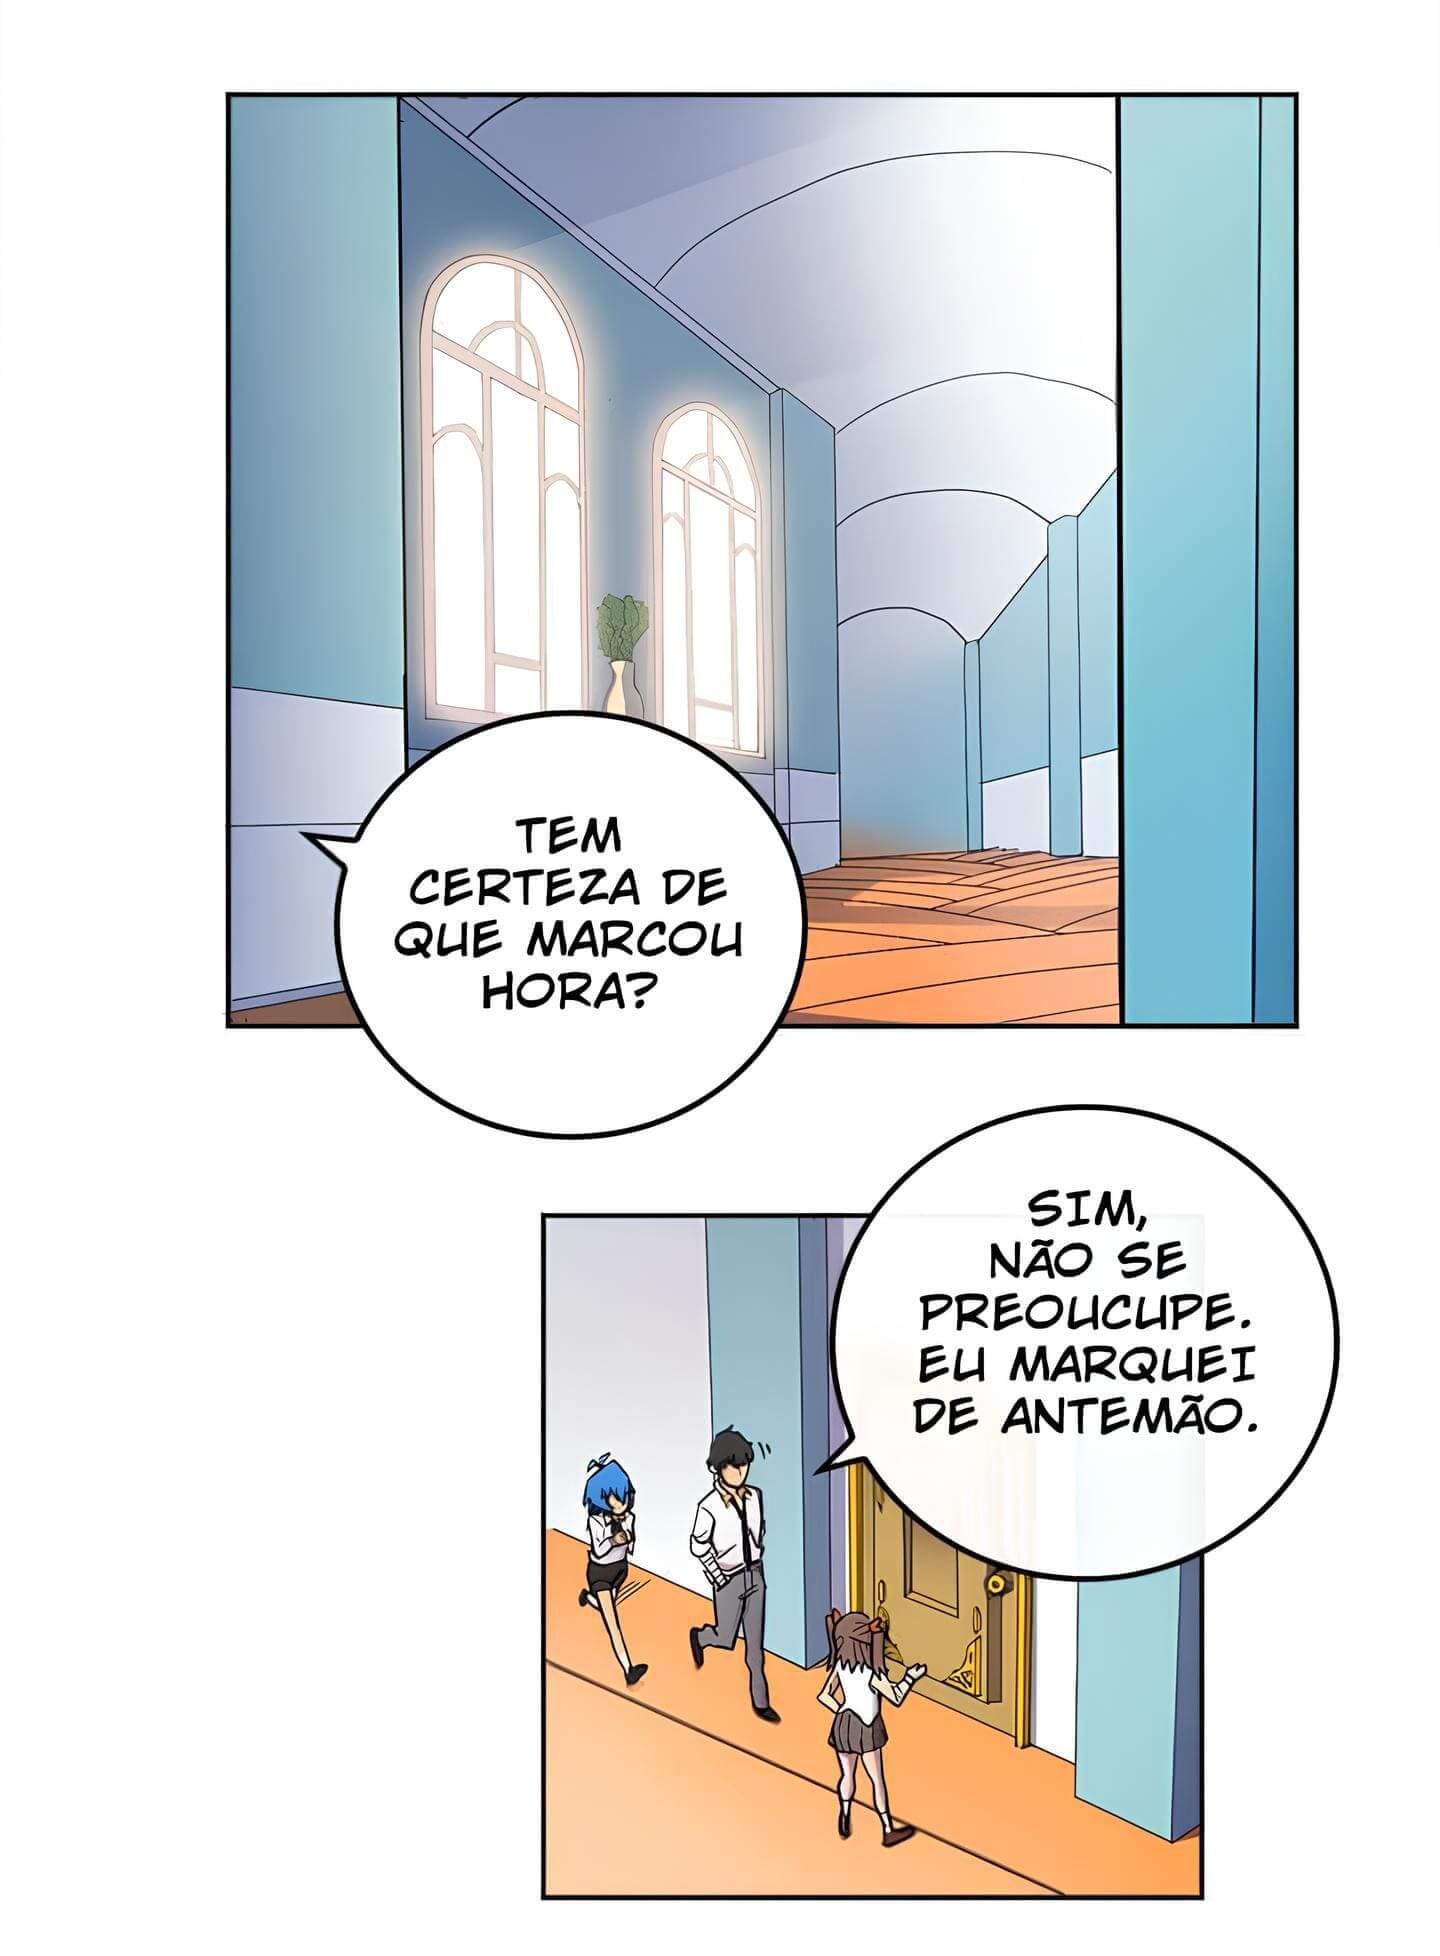 TEM
CERTEZA DE
QUE MARCOU
HORA?
SIM,
NÃO SE
PREOUCUPE.
EU MARQUEI
DE ANTEMÃO.